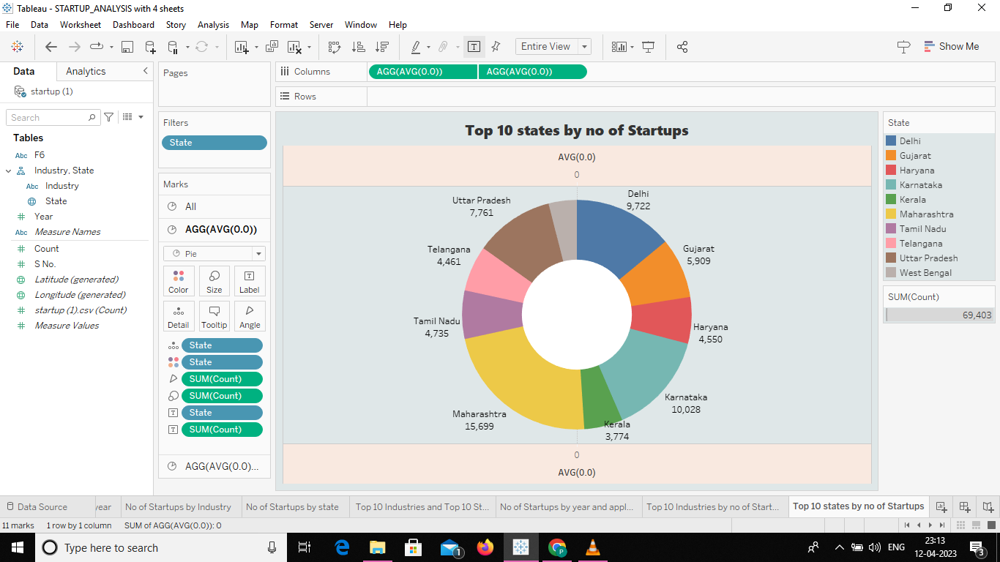 Tableau - STARTUP_ANALYSIS with 4 sheets
File Data Worksheet Dashboard Story Analysis Map Format Server Window Help
Entire View
Show Me
Data Analytics
startup (1)
Search
Tables
Abc F6
Industry, State
Abc Industry
State
# Year
Abc Measure Names
# Count
# S No.
Latitude (generated)
Longitude (generated)
# startup (1).csv (Count)
# Measure Values
Pages
Filters
State
Marks
All
AGG(AVG(0.0))
Pie
Color Size Label
Detail Tooltip Angle
State
State
SUM(Count)
SUM(Count)
State
SUM(Count)
AGG(AVG(0.0)...
Columns AGG(AVG(0.0)) AGG(AVG(0.0))
Rows
Top 10 states by no of Startups
AVG(0.0)
0
Delhi
9,722
Gujarat
5,909
Haryana
4,550
Karnataka
10,028
Kerala
3,774
Maharashtra
15,699
Tamil Nadu
4,735
Telangana
4,461
Uttar Pradesh
7,761
0
AVG(0.0)
State
Delhi
Gujarat
Haryana
Karnataka
Kerala
Maharashtra
Tamil Nadu
Telangana
Uttar Pradesh
West Bengal
SUM(Count)
69,403
Data Source year No of Startups by Industry No of Startups by state Top 10 Industries and Top 10 St... No of Startups by year and appl... Top 10 Industries by no of Start... Top 10 states by no of Startups
11 marks 1 row by 1 column SUM of AGG(AVG(0.0)): 0
Type here to search
1
P
ENG
23:13
12-04-2023
3